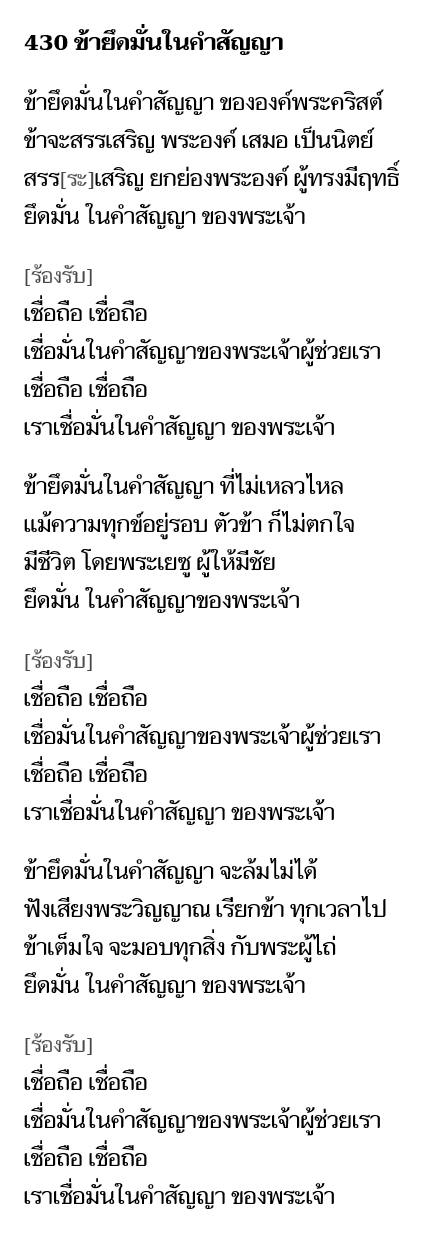 430 ข้ายึดมั่นในคำสัญญา
ข้ายึดมั่นในคำสัญญา ขององค์พระคริสต์
ข้าจะสรรเสริญ พระองค์ เสมอ เป็นนิตย์
สรร[ระ]เสริญ ยกย่องพระองค์ ผู้ทรงมีฤทธิ์
ยึดมั่น ในคำสัญญา ของพระเจ้า
[ร้องรับ]
เชื่อถือ เชื่อถือ
เชื่อมั่นในคำสัญญาของพระเจ้าผู้ช่วยเรา
เชื่อถือ เชื่อถือ
เราเชื่อมั่นในคำสัญญา ของพระเจ้า
ข้ายึดมั่นในคำสัญญา ที่ไม่เหลวไหล
แม้ความทุกข์อยู่รอบ ตัวข้า ก็ไม่ตกใจ
มีชีวิต โดยพระเยซู ผู้ให้มีชัย
ยึดมั่น ในคำสัญญาของพระเจ้า
[ร้องรับ]
เชื่อถือ เชื่อถือ
เชื่อมั่นในคำสัญญาของพระเจ้าผู้ช่วยเรา
เชื่อถือ เชื่อถือ
เราเชื่อมั่นในคำสัญญา ของพระเจ้า
ข้ายึดมั่นในคำสัญญา จะล้มไม่ได้
ฟังเสียงพระวิญญาณ เรียกข้า ทุกเวลาไป
ข้าเต็มใจ จะมอบทุกสิ่ง กับพระผู้ไถ่
ยึดมั่น ในคำสัญญา ของพระเจ้า
[ร้องรับ]
เชื่อถือ เชื่อถือ
เชื่อมั่นในคำสัญญาของพระเจ้าผู้ช่วยเรา
เชื่อถือ เชื่อถือ
เราเชื่อมั่นในคำสัญญา ของพระเจ้า